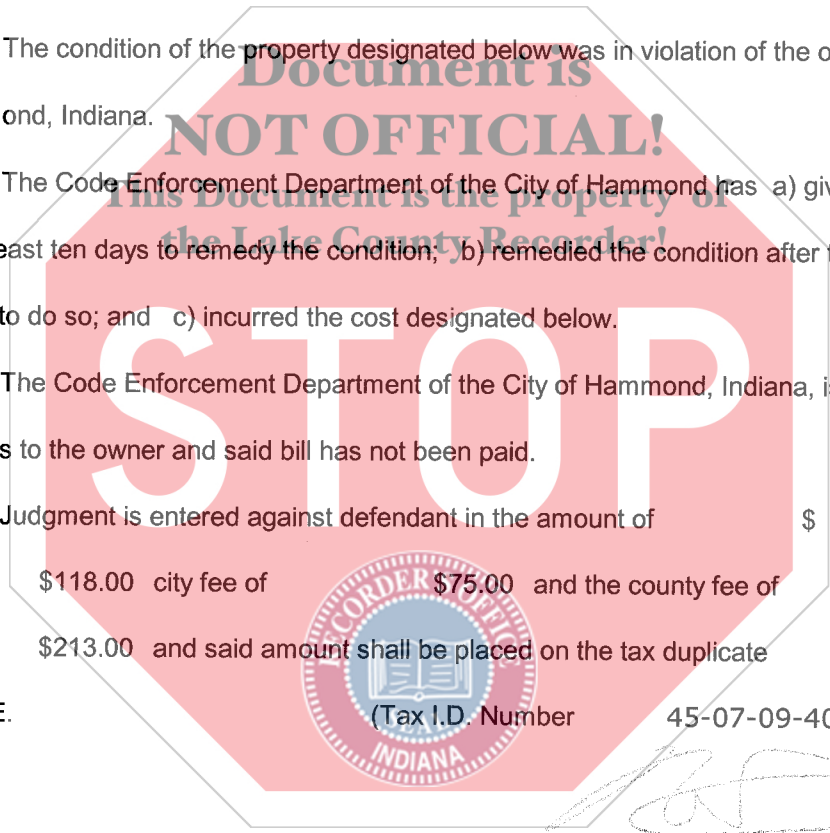 The condition of the property designated below was in violation of the o
Document is
ond, Indiana.
NOT OFFICIAL!
The Code Enforcement Department of the City of Hammond has a) giv
This Document is the property of
east ten days to remedy the condition; b) remedied the condition after
the Lake County Recorder!
to do so; and c) incurred the cost designated below.
STOP
The Code Enforcement Department of the City of Hammond, Indiana, is
s to the owner and said bill has not been paid.
Judgment is entered against defendant in the amount of $
$118.00 city fee of $75.00 and the county fee of
$213.00 and said amount shall be placed on the tax duplicate
E. (Tax I.D. Number 45-07-09-40
RECORDER'S OFFICE
SEAL
INDIANA